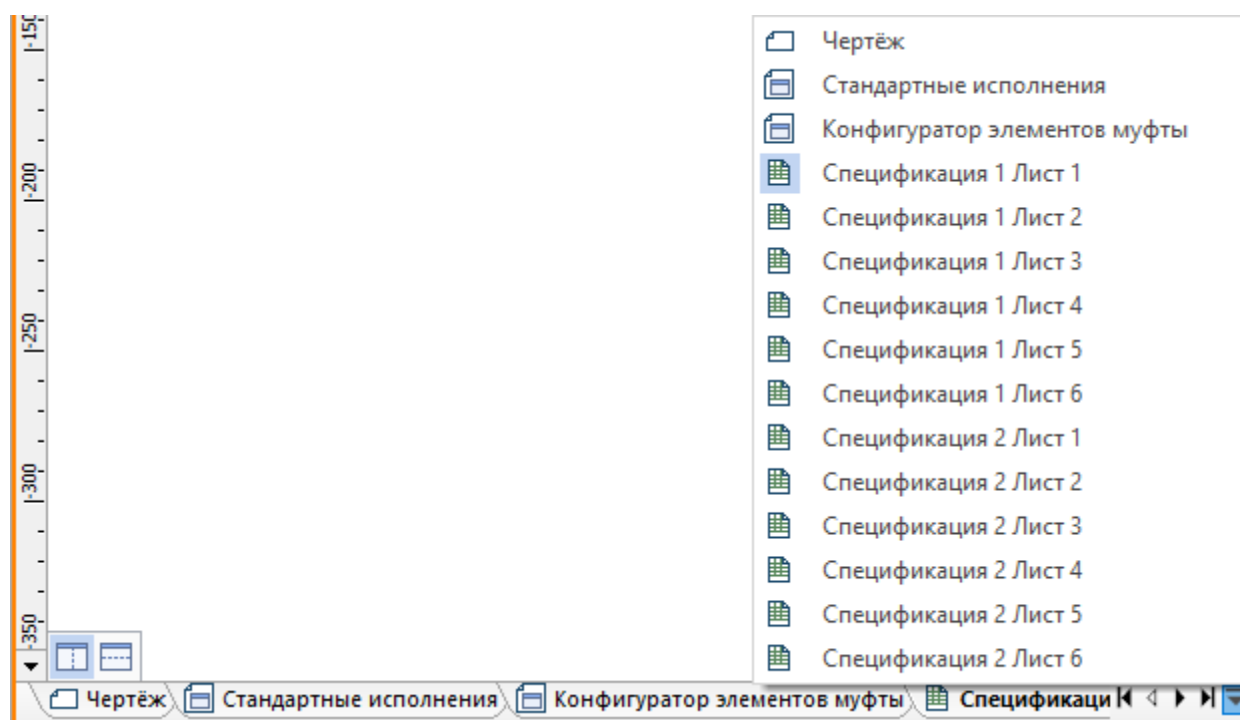 Чертёж
Стандартные исполнения
Конфигуратор элементов муфты
Спецификация 1 Лист 1
Спецификация 1 Лист 2
Спецификация 1 Лист 3
Спецификация 1 Лист 4
Спецификация 1 Лист 5
Спецификация 1 Лист 6
Спецификация 2 Лист 1
Спецификация 2 Лист 2
Спецификация 2 Лист 3
Спецификация 2 Лист 4
Спецификация 2 Лист 5
Спецификация 2 Лист 6
-150
-200
-250
-300
-350
Чертёж Стандартные исполнения Конфигуратор элементов муфты Спецификаци